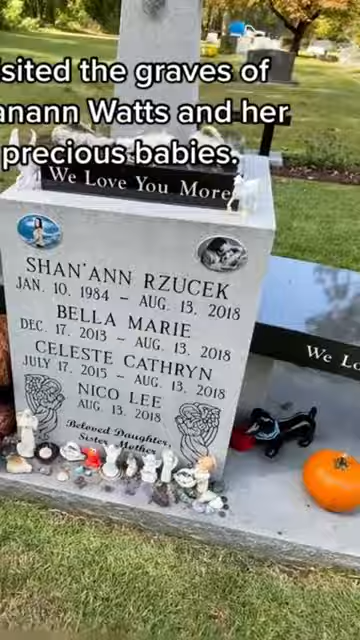 sited the graves of
anann Watts and her
precious babies.
We Love You More
SHAN'ANN RZUCEK
JAN. 10, 1984 – AUG. 13, 2018
BELLA MARIE
DEC. 17, 2013 – AUG. 13, 2018
CELESTE CATHRYN
JULY 17, 2015 – AUG. 13, 2018
NICO LEE
AUG. 13, 2018
Beloved Daughter,
Sister, Mother
We Lo